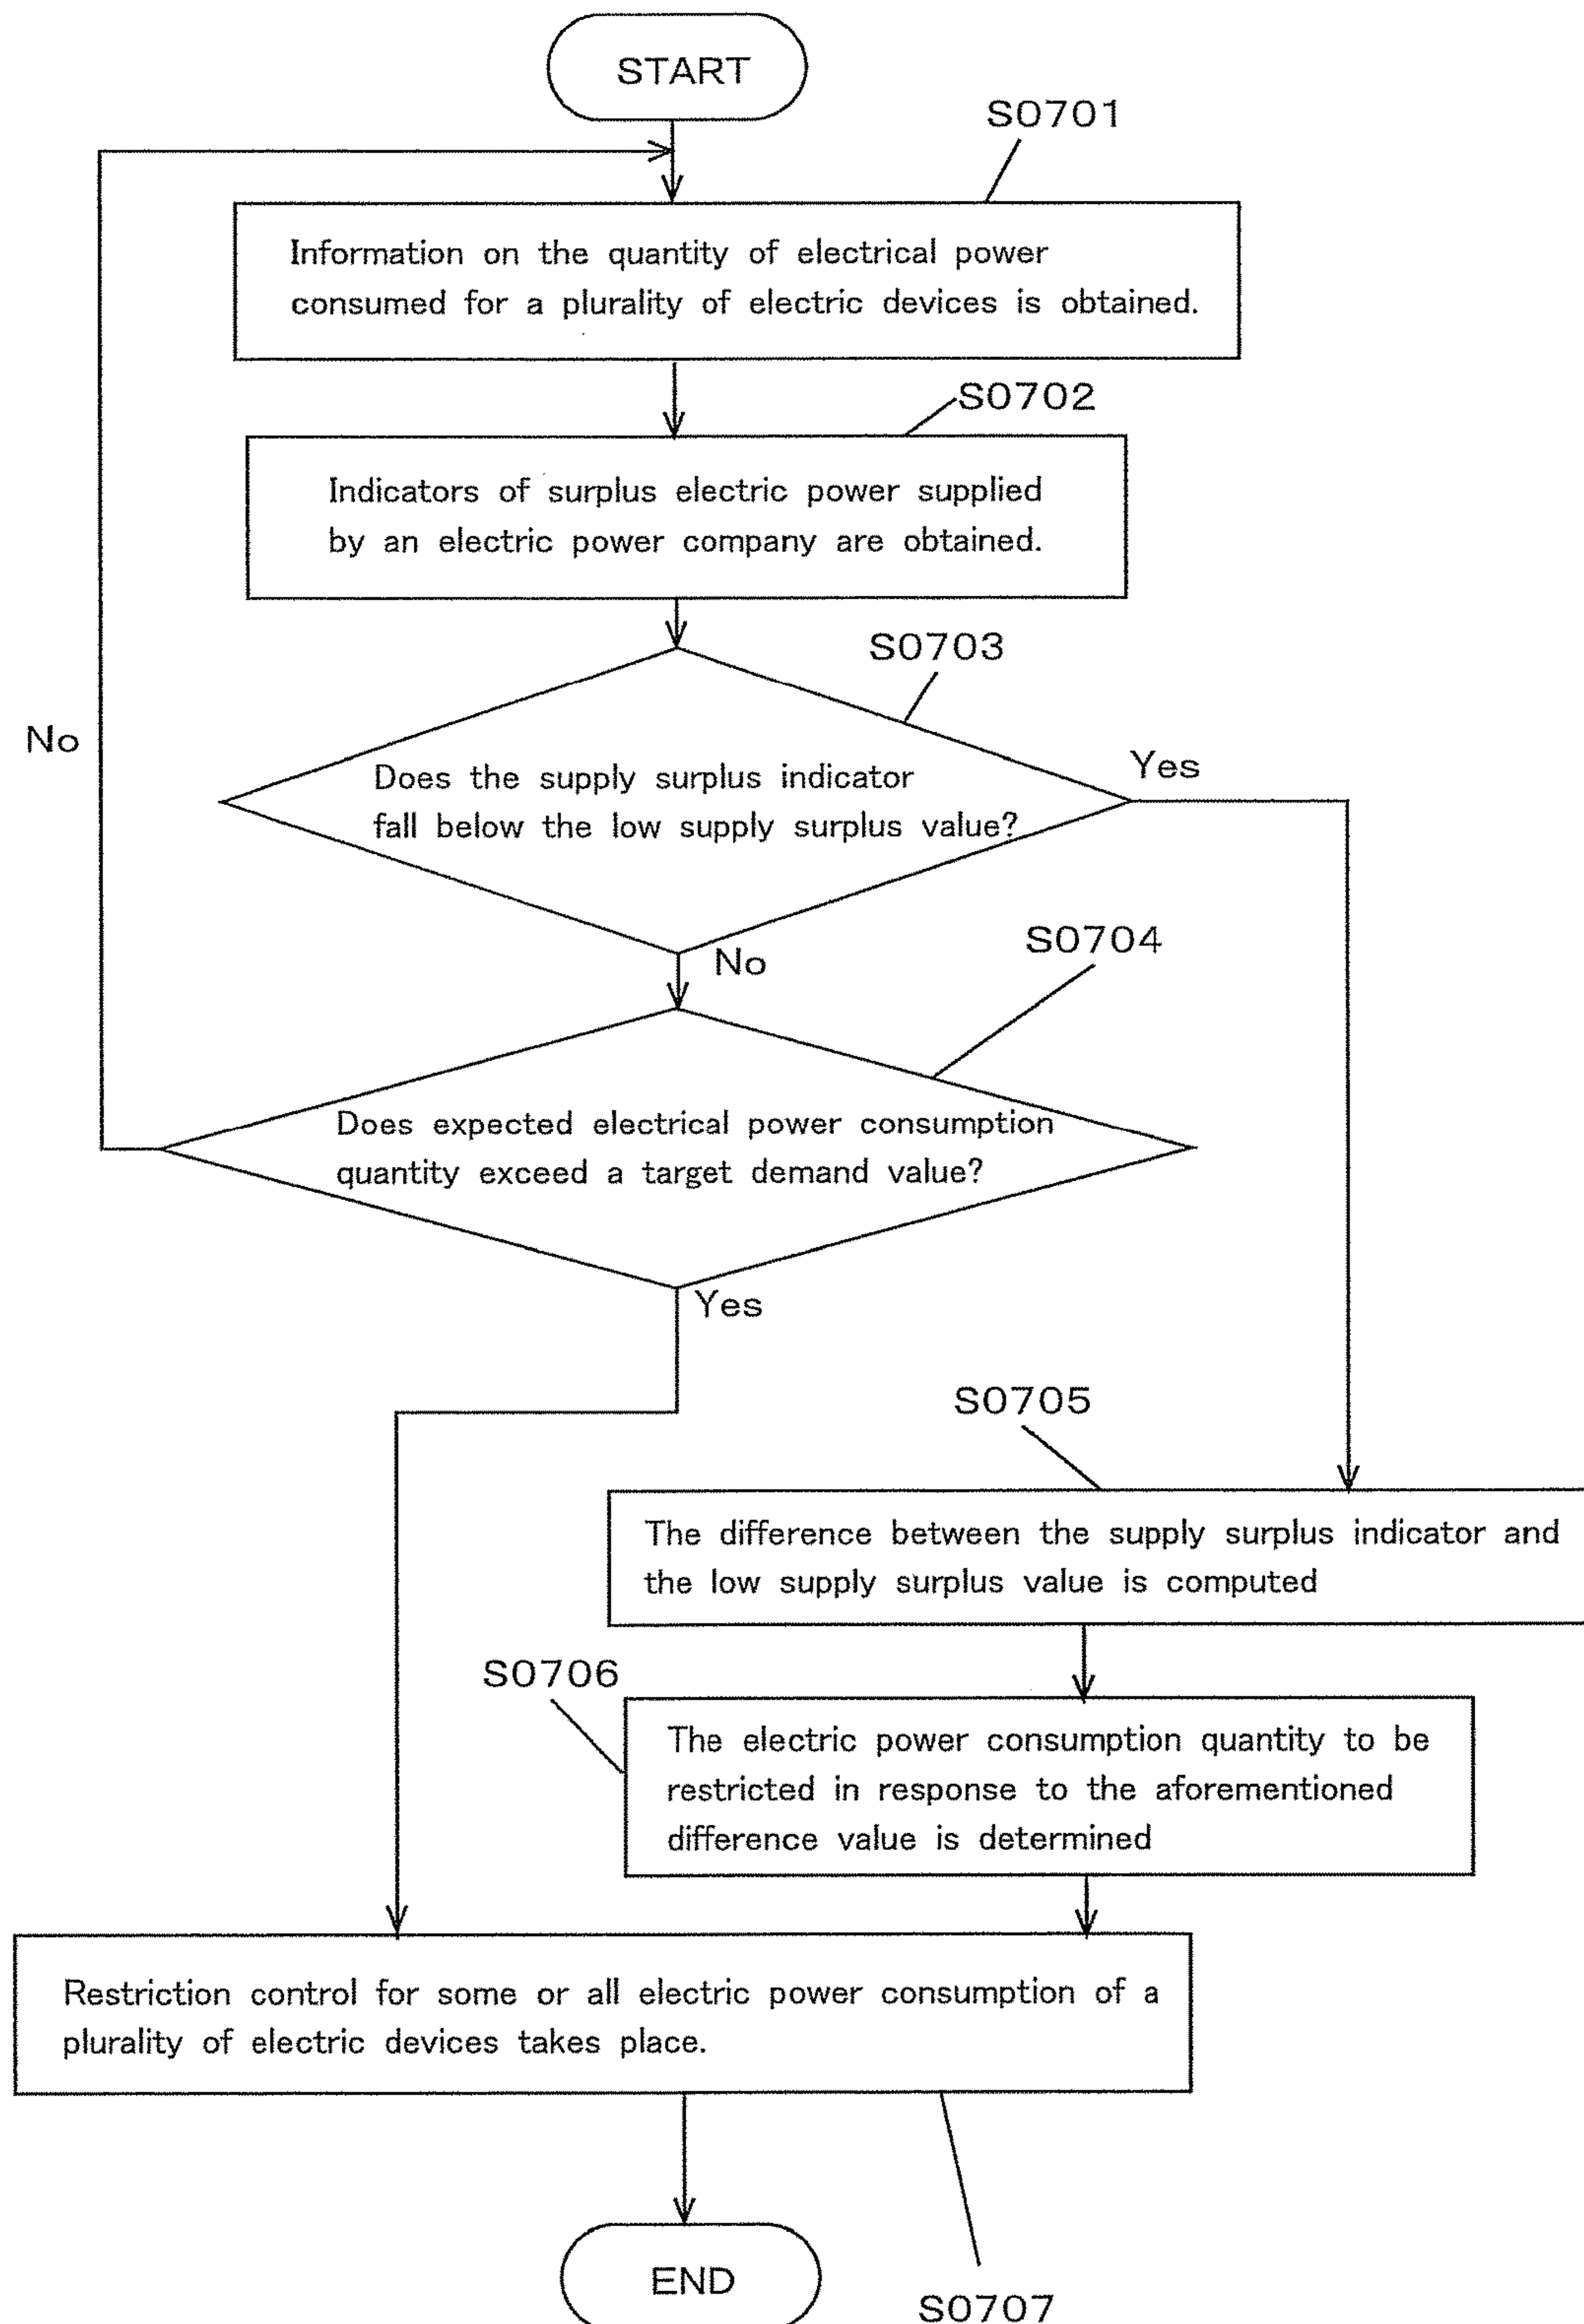 START
S0701
Information on the quantity of electrical power
consumed for a plurality of electric devices is obtained.
S0702
Indicators of surplus electric power supplied
by an electric power company are obtained.
S0703
No
Yes
Does the supply surplus indicator
fall below the low supply surplus value?
No
S0704
Does expected electrical power consumption
quantity exceed a target demand value?
Yes
S0705
The difference between the supply surplus indicator and
the low supply surplus value is computed
S0706
The electric power consumption quantity to be
restricted in response to the aforementioned
difference value is determined
Restriction control for some or all electric power consumption of a
plurality of electric devices takes place.
END
S0707